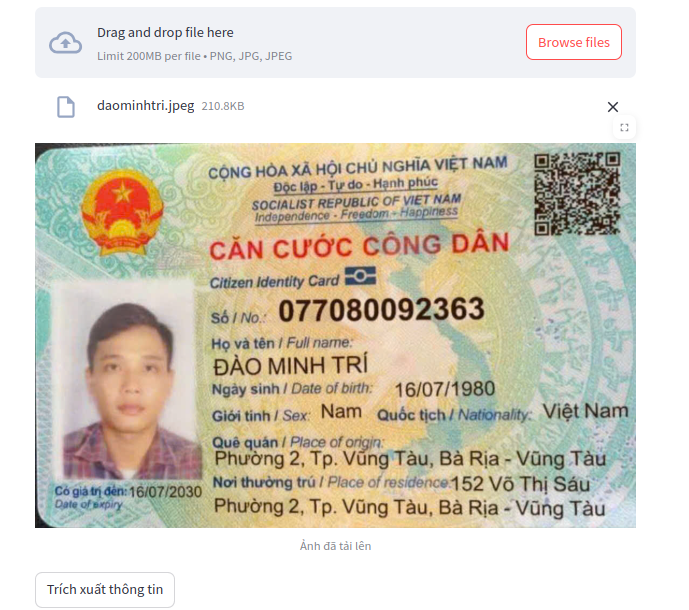 Drag and drop file here
Limit 200MB per file • PNG, JPG, JPEG
Browse files
daominhtri.jpeg 210.8KB
CỘNG HÒA XÃ HỘI CHỦ NGHĨA VIỆT NAM
Độc lập - Tự do - Hạnh phúc
SOCIALIST REPUBLIC OF VIET NAM
Independence - Freedom - Happiness
CĂN CƯỚC CÔNG DÂN
Citizen Identity Card
Số / No.: 077080092363
Họ và tên / Full name:
ĐÀO MINH TRÍ
Ngày sinh / Date of birth: 16/07/1980
Giới tính / Sex: Nam Quốc tịch / Nationality: Việt Nam
Quê quán / Place of origin:
Phường 2, Tp. Vũng Tàu, Bà Rịa - Vũng Tàu
Nơi thường trú / Place of residence: 152 Võ Thị Sáu
Phường 2, Tp. Vũng Tàu, Bà Rịa - Vũng Tàu
Có giá trị đến: 16/07/2030
Date of expiry
Ảnh đã tải lên
Trích xuất thông tin